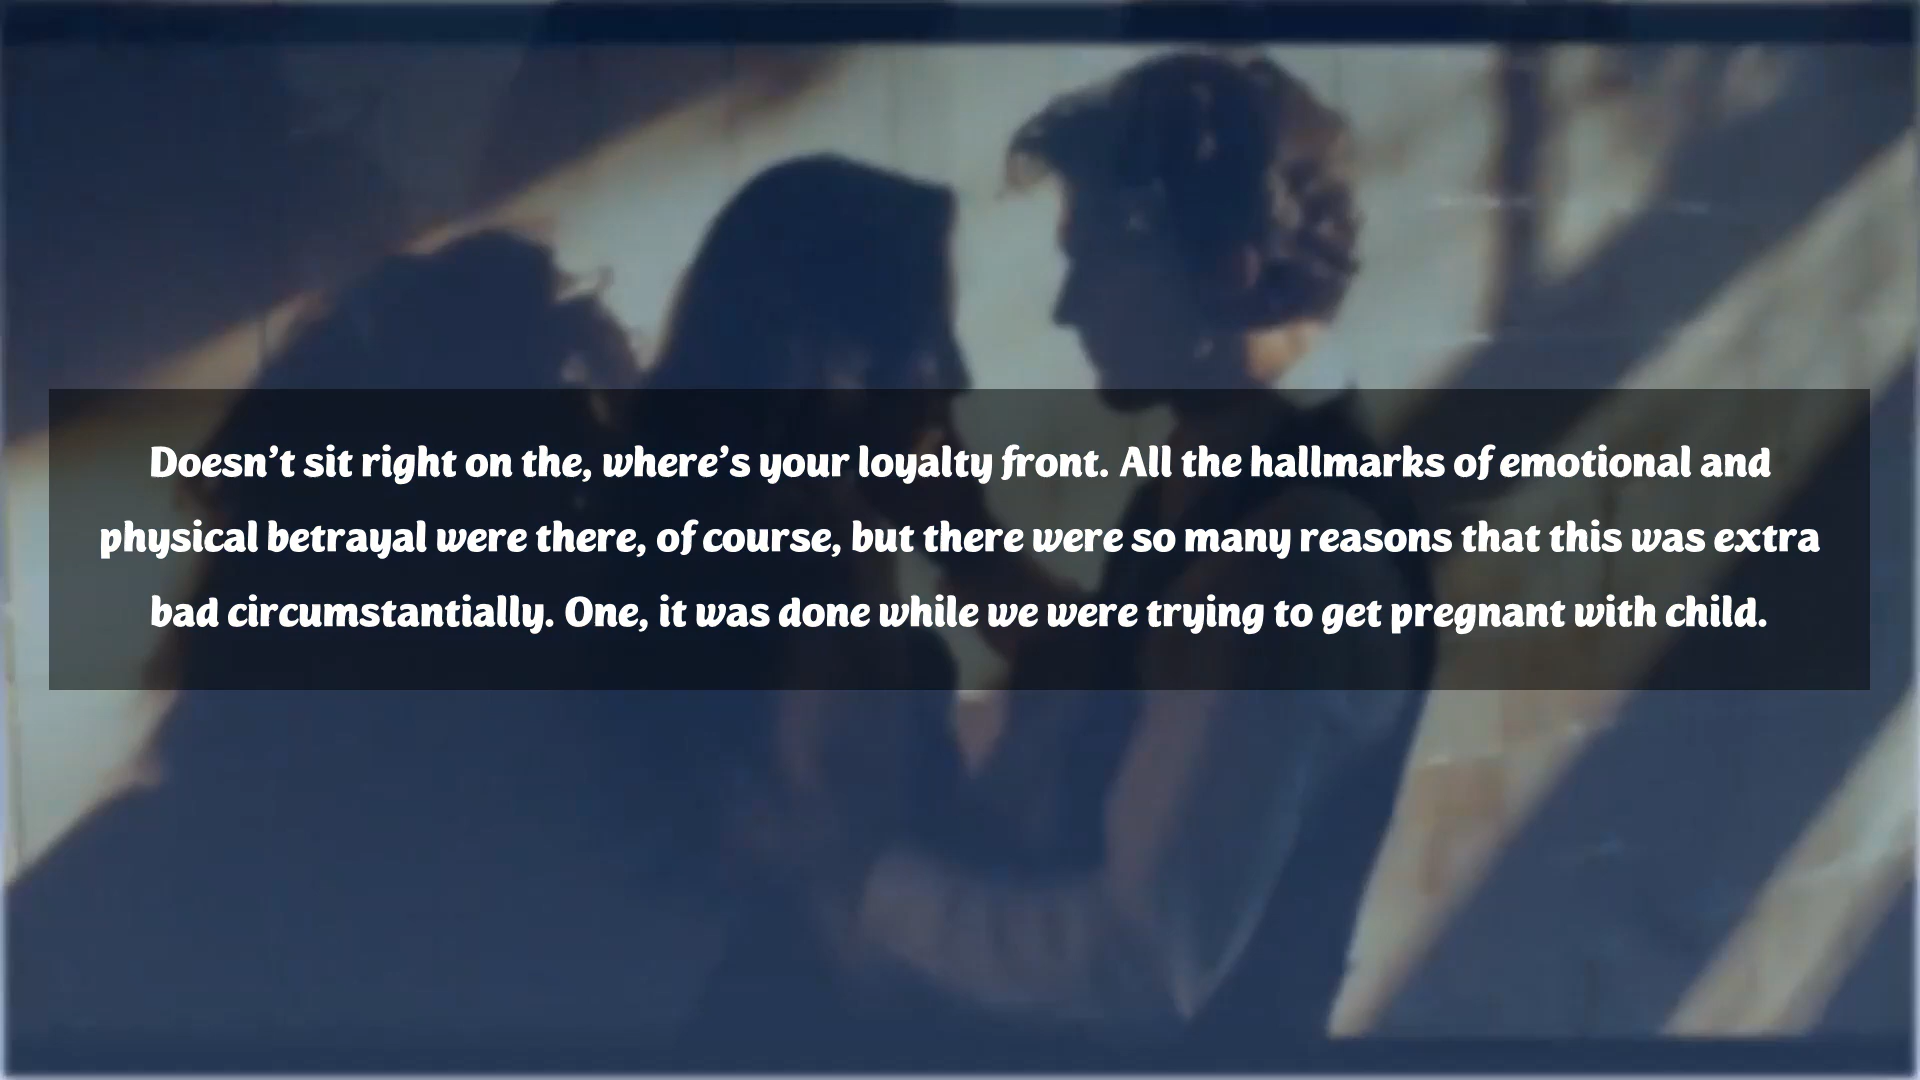 Doesn’t sit right on the, where’s your loyalty front. All the hallmarks of emotional and
physical betrayal were there, of course, but there were so many reasons that this was extra
bad circumstantially. One, it was done while we were trying to get pregnant with child.